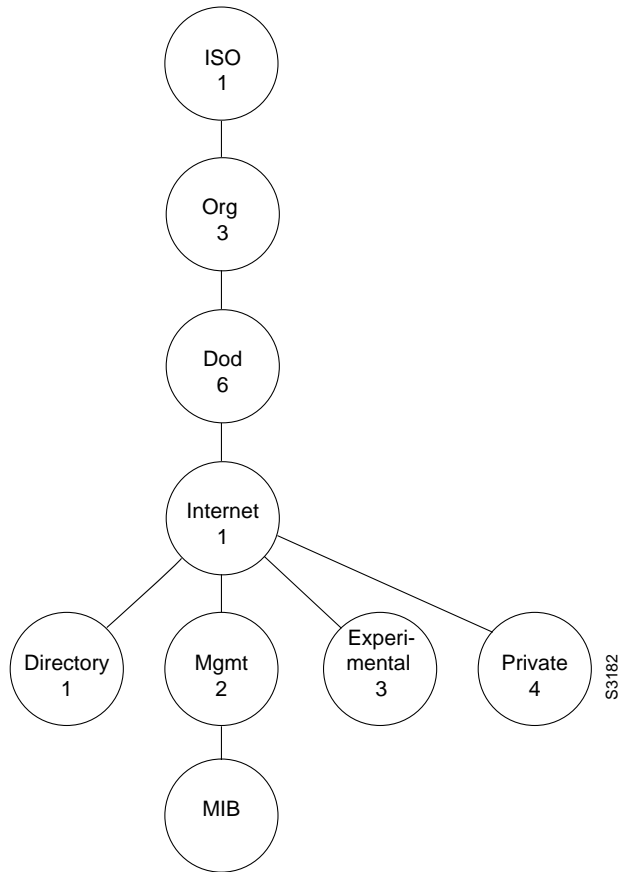 ISO
1
Org
3
Dod
6
Internet
1
Directory
1
Mgmt
2
Experi-
mental
3
Private
4
S3182
MIB